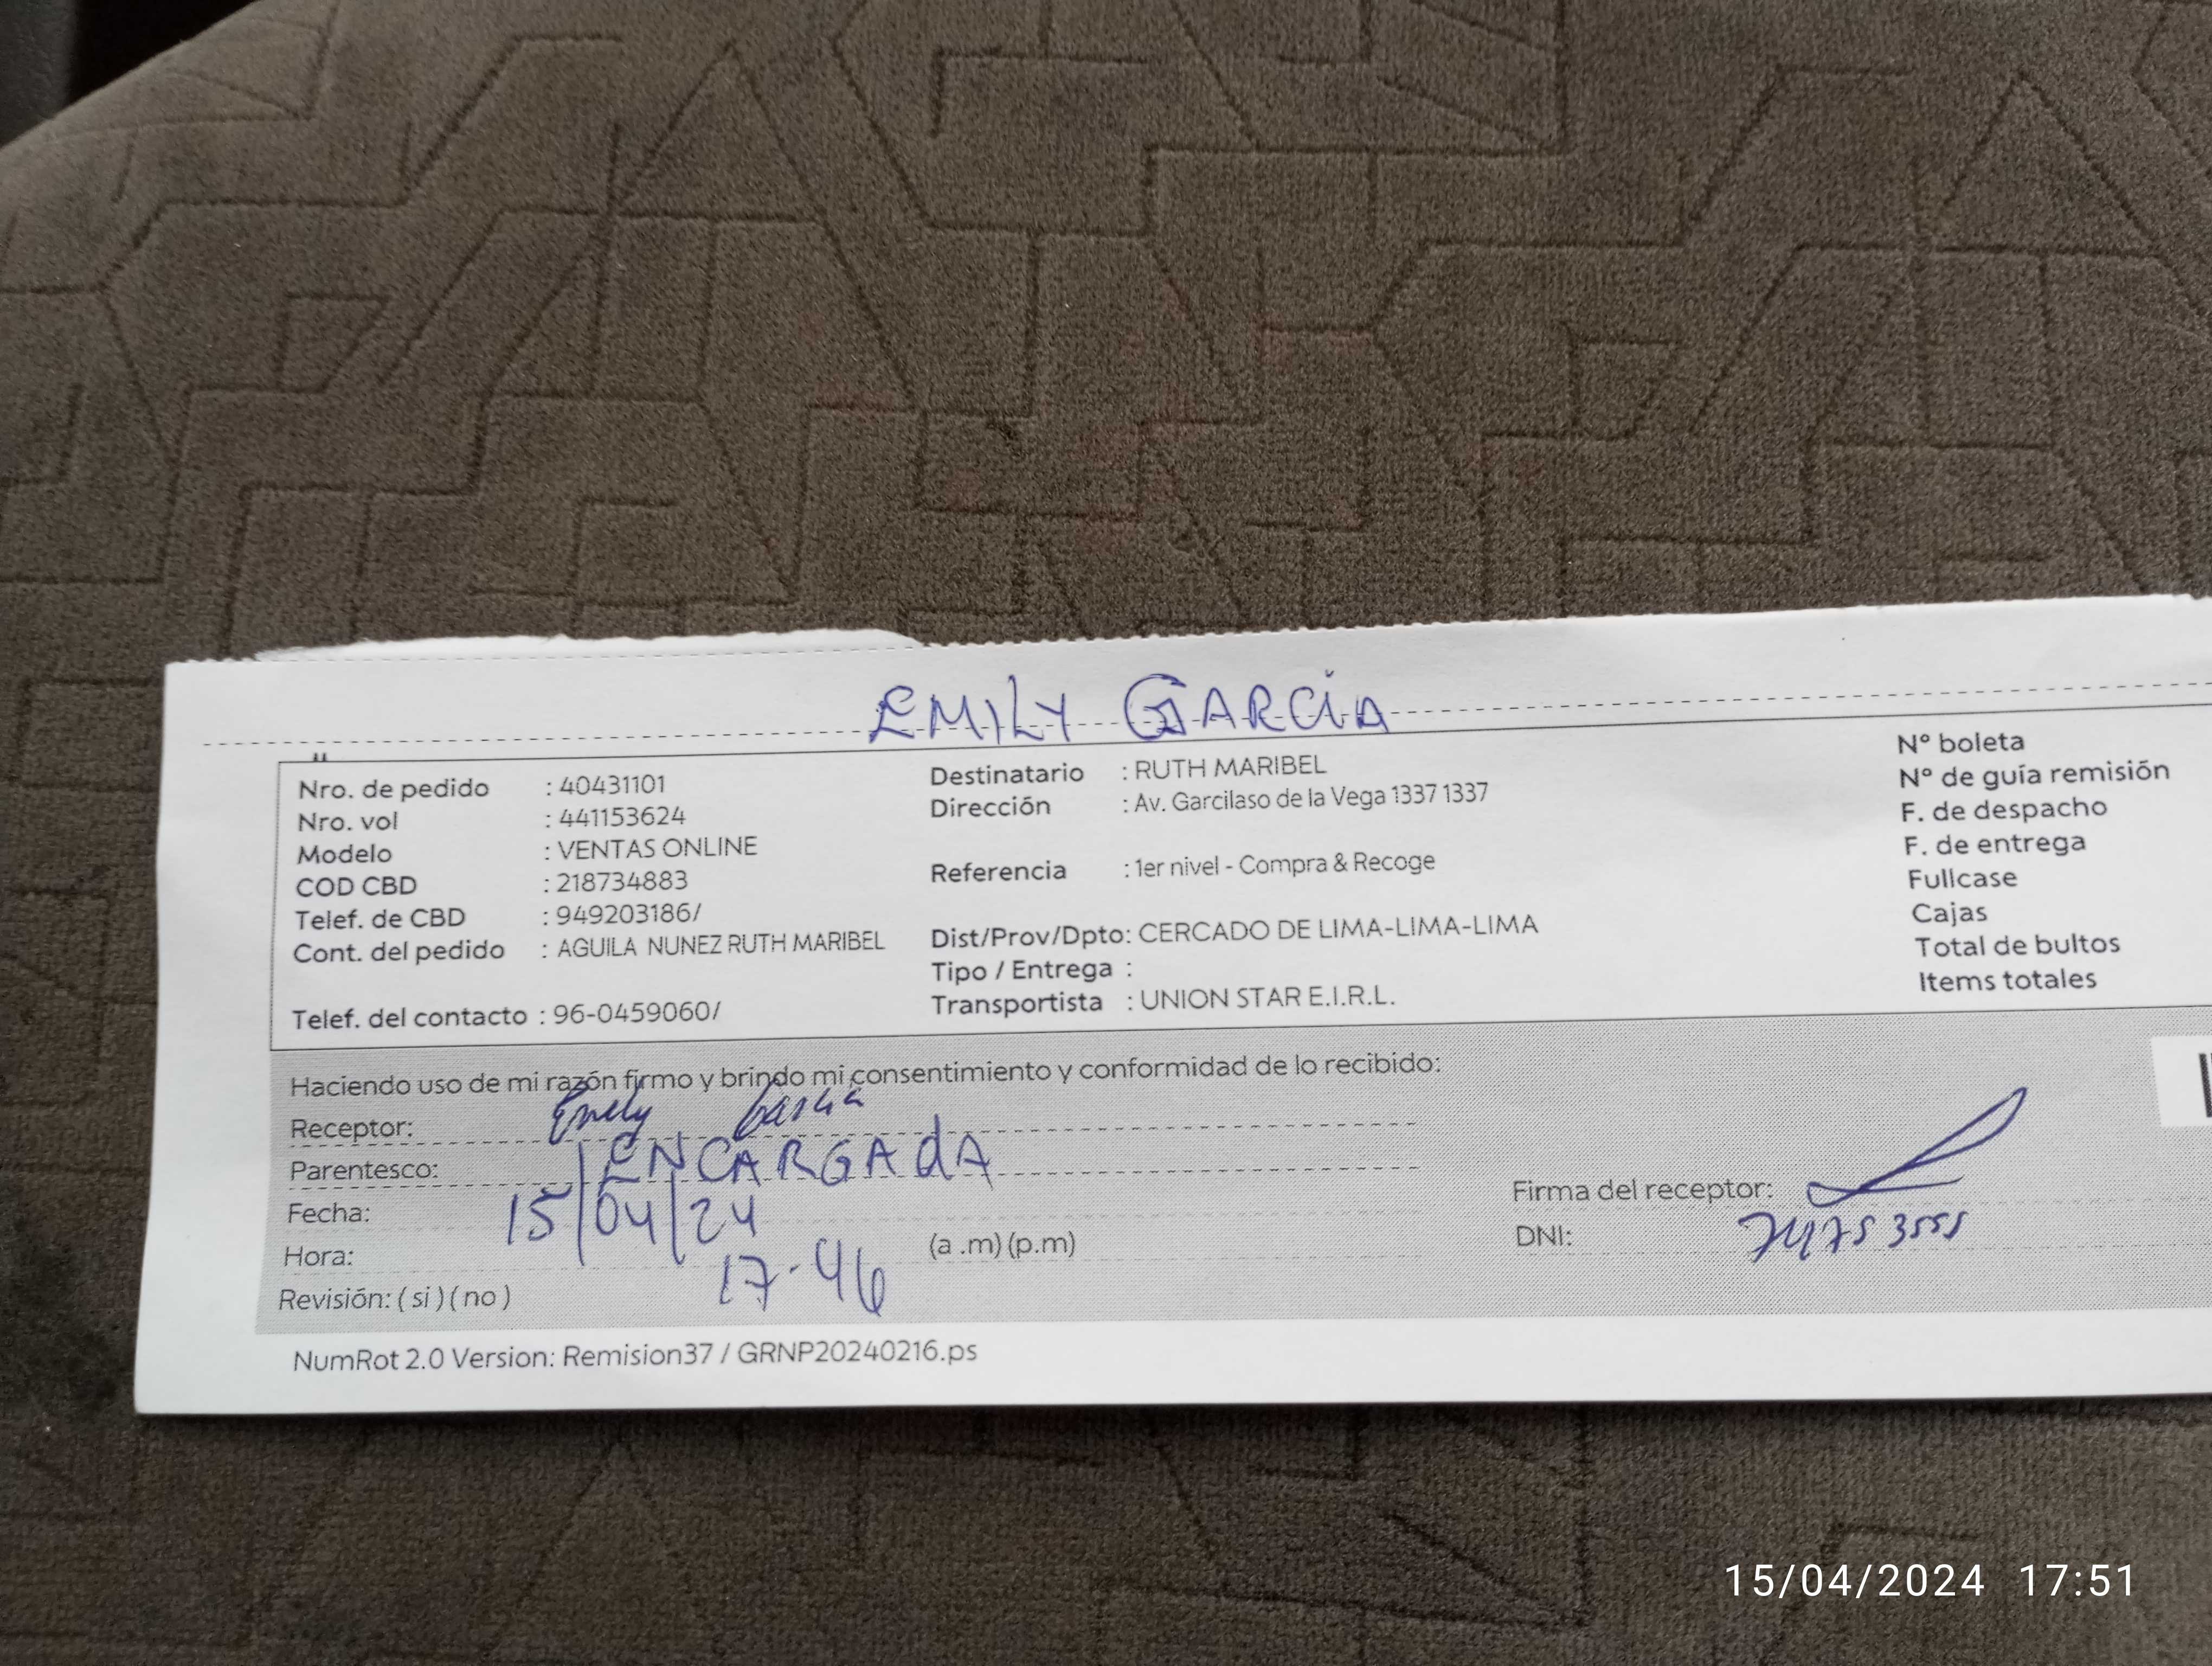 EMILY GARCÍA
Nro. de pedido : 40431101
Nro. vol : 441153624
Modelo : VENTAS ONLINE
COD CBD : 218734883
Telef. de CBD : 949203186/
Cont. del pedido : AGUILA NUNEZ RUTH MARIBEL
Telef. del contacto : 96-0459060/
Destinatario : RUTH MARIBEL
Dirección : Av. Garcilaso de la Vega 1337 1337
Referencia : 1er nivel - Compra & Recoge
Dist/Prov/Dpto: CERCADO DE LIMA-LIMA-LIMA
Tipo / Entrega :
Transportista : UNION STAR E.I.R.L.
N° boleta
N° de guía remisión
F. de despacho
F. de entrega
Fullcase
Cajas
Total de bultos
Items totales
Haciendo uso de mi razón firmo y brindo mi consentimiento y conformidad de lo recibido:
Receptor: Emily García
Parentesco: ENCARGADA
Fecha: 15/04/24
Hora: 17-46 (a .m) (p.m)
Revisión: ( si ) ( no )
Firma del receptor:
DNI: 74753555
NumRot 2.0 Version: Remision37 / GRNP20240216.ps
15/04/2024 17:51